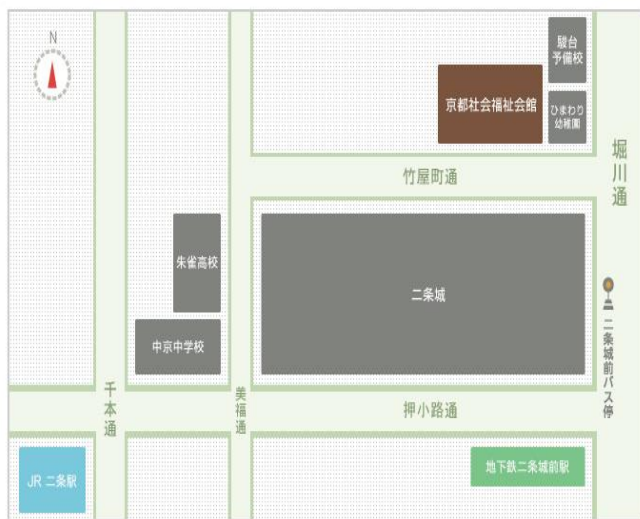 N
駿台
予備校
京都社会福祉会館
ひまわり
幼稚園
堀川通
竹屋町通
朱雀高校
二条城
中京中学校
二条城前バス停
千本通
美福通
押小路通
JR 二条駅
地下鉄二条城前駅